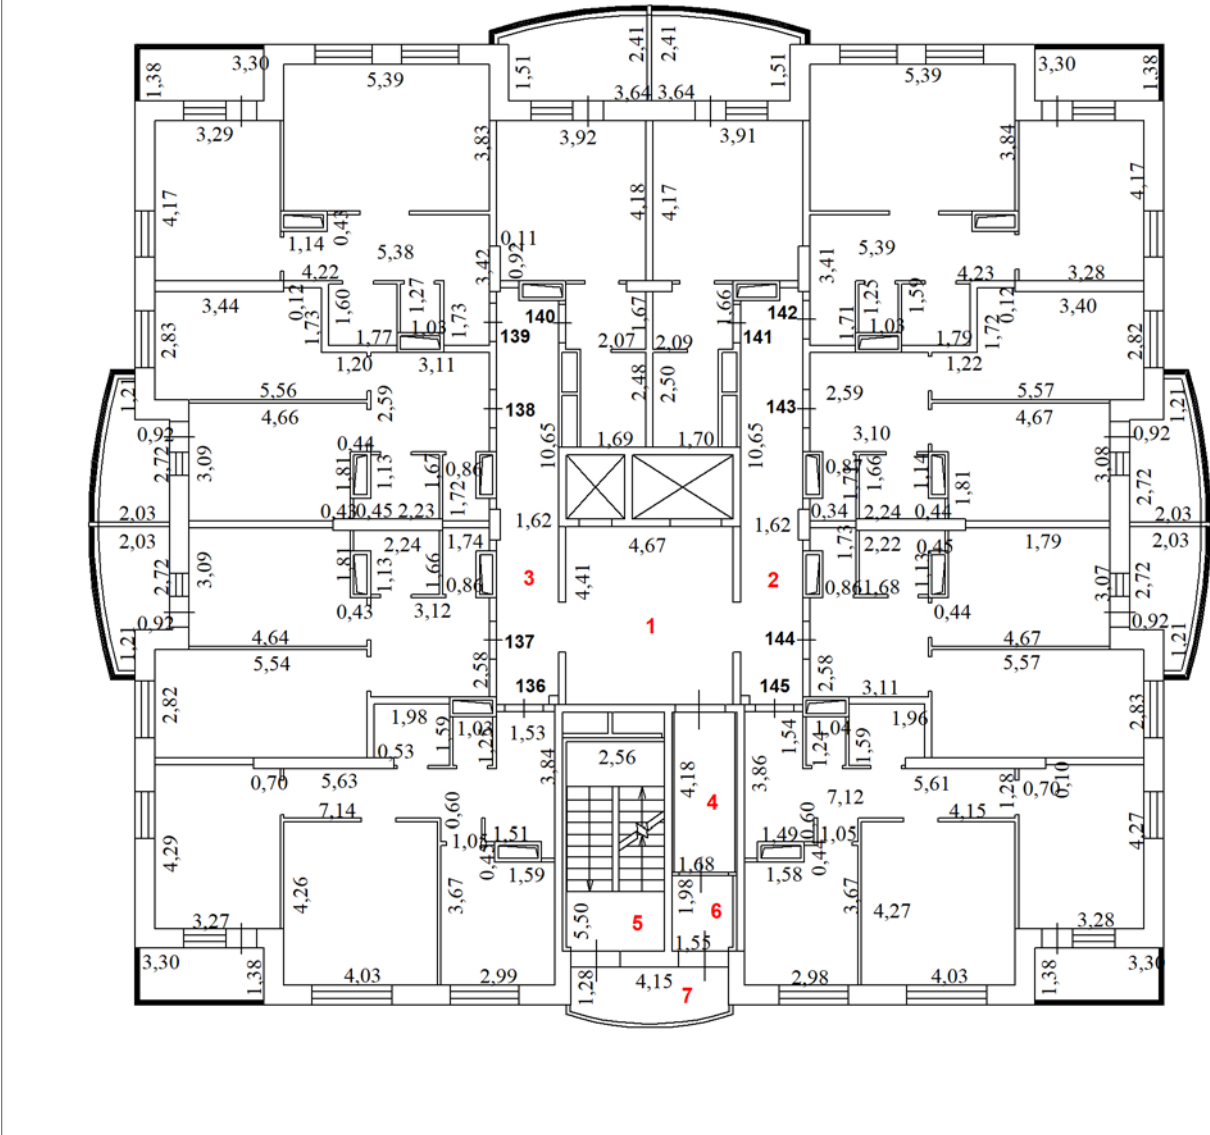 2,41 2,41
3,30 3,30
1,38 1,51 1,51 1,38
5,39 5,39
3,64 3,64
3,29 3,83 3,92 3,91 3,84
4,17 4,18 4,17 4,17
0,43
1,14 5,38 0,11 5,39
4,22 3,42 0,92 3,41 4,23 3,28
3,44 0,12 1,60 1,27 1,73 1,67 1,66 1,25 1,59 0,12 3,40
140 142
2,83 1,73 1,77 1,03 139 2,07 2,09 141 1,71 1,03 1,79 1,72 2,82
1,20 3,11 1,22
1,21 5,56 2,59 2,48 2,50 2,59 5,57 1,21
4,66 138 143 4,67
0,92 0,44 1,69 1,70 3,10 0,92
2,72 3,09 1,81 1,13 1,67 0,86 10,65 10,65 0,87 1,66 1,14 1,81 3,08 2,72
1,72
2,03 0,43 0,45 2,23 1,62 1,62 0,34 2,24 0,44 2,03
2,03 2,24 1,74 4,67 1,73 2,22 0,45 1,79 2,03
2,72 3,09 1,81 1,13 1,66 0,86 3 4,41 2 0,86 1,68 1,13 3,07 2,72
0,92 0,43 3,12 1 0,44 0,92
1,21 4,64 137 144 4,67 1,21
5,54 2,58 2,58 5,57
136 145 3,11
2,82 1,98 1,59 1,03 1,53 1,54 1,04 1,96 2,83
0,53 1,25 3,84 2,56 3,86 1,24 1,59
0,70 5,63 4,18 5,61 1,28 0,70 0,10
7,14 0,60 4 7,12 0,60 4,15
4,29 1,05 1,51 1,49 1,05 4,27
1,59 1,68 1,58 0,44
4,26 3,67 1,98 3,67 4,27
3,27 5,50 5 6 3,28
1,55
3,30 1,38 4,03 2,99 1,28 4,15 2,98 4,03 1,38 3,30
7